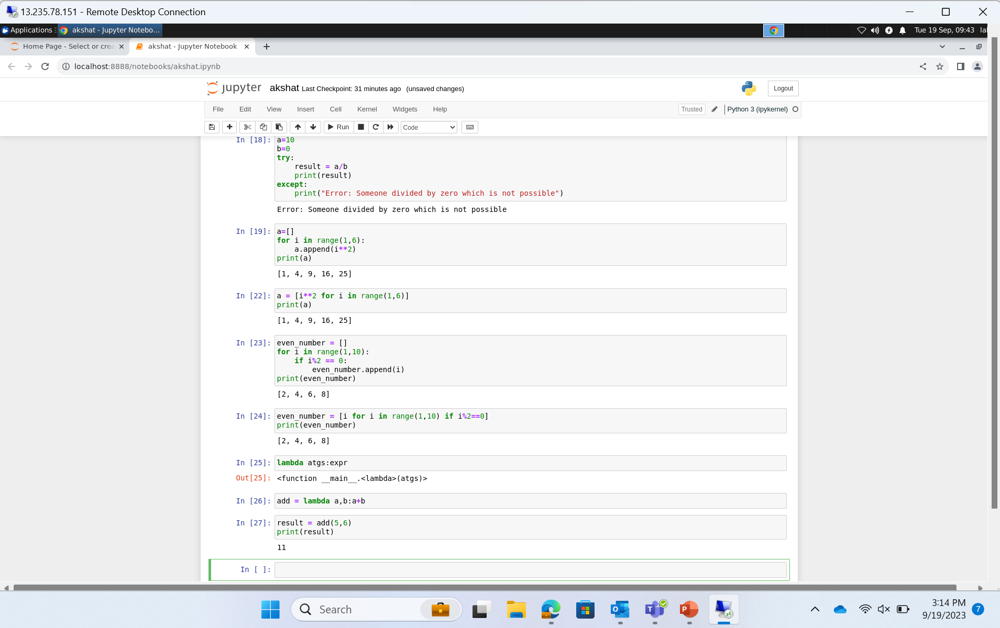 13.235.78.151 - Remote Desktop Connection
Applications akshat - Jupyter Notebo... Tue 19 Sep, 09:43
Home Page - Select or crea akshat - Jupyter Notebook
localhost:8888/notebooks/akshat.ipynb
jupyter akshat Last Checkpoint: 31 minutes ago (unsaved changes) Logout
File Edit View Insert Cell Kernel Widgets Help Trusted Python 3 (ipykernel)
Run Code
In [18]: a=10
b=0
try:
    result = a/b
    print(result)
except:
    print("Error: Someone divided by zero which is not possible")
Error: Someone divided by zero which is not possible
In [19]: a=[]
for i in range(1,6):
    a.append(i**2)
print(a)
[1, 4, 9, 16, 25]
In [22]: a = [i**2 for i in range(1,6)]
print(a)
[1, 4, 9, 16, 25]
In [23]: even_number = []
for i in range(1,10):
    if i%2 == 0:
        even_number.append(i)
print(even_number)
[2, 4, 6, 8]
In [24]: even_number = [i for i in range(1,10) if i%2==0]
print(even_number)
[2, 4, 6, 8]
In [25]: lambda atgs:expr
Out[25]: <function __main__.<lambda>(atgs)>
In [26]: add = lambda a,b:a+b
In [27]: result = add(5,6)
print(result)
11
In [ ]:
Search
3:14 PM
9/19/2023 7